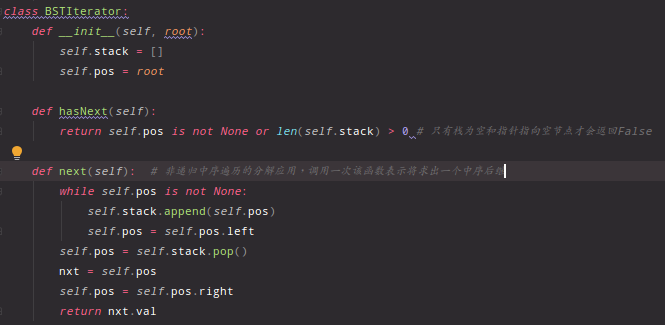 class BSTIterator:
    def __init__(self, root):
        self.stack = []
        self.pos = root
    def hasNext(self):
        return self.pos is not None or len(self.stack) > 0 # 只有栈为空和指针指向空节点才会返回False
    def next(self):  # 非递归中序遍历的分解应用，调用一次该函数表示将求出一个中序后继
        while self.pos is not None:
            self.stack.append(self.pos)
            self.pos = self.pos.left
        self.pos = self.stack.pop()
        nxt = self.pos
        self.pos = self.pos.right
        return nxt.val